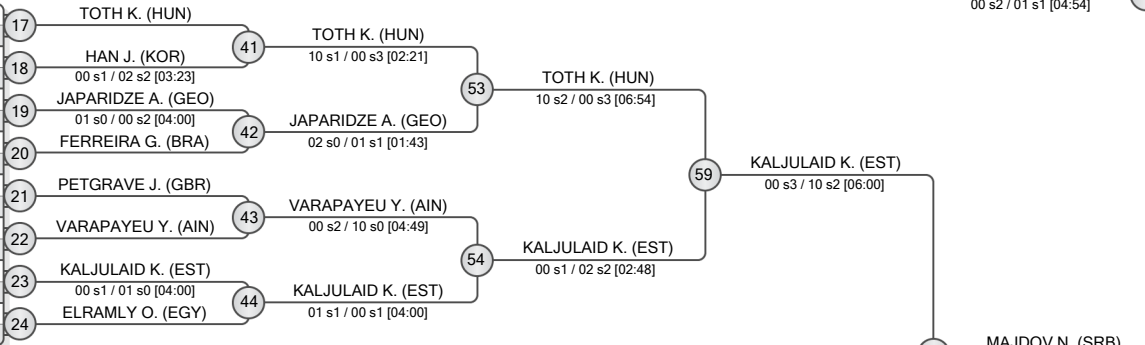 00 s2 / 01 s1 [04:54]
17
TOTH K. (HUN)
41
TOTH K. (HUN)
10 s1 / 00 s3 [02:21]
18
HAN J. (KOR)
00 s1 / 02 s2 [03:23]
53
TOTH K. (HUN)
10 s2 / 00 s3 [06:54]
19
JAPARIDZE A. (GEO)
01 s0 / 00 s2 [04:00]
42
JAPARIDZE A. (GEO)
02 s0 / 01 s1 [01:43]
20
FERREIRA G. (BRA)
59
KALJULAID K. (EST)
00 s3 / 10 s2 [06:00]
21
PETGRAVE J. (GBR)
43
VARAPAYEU Y. (AIN)
00 s2 / 10 s0 [04:49]
22
VARAPAYEU Y. (AIN)
54
KALJULAID K. (EST)
00 s1 / 02 s2 [02:48]
23
KALJULAID K. (EST)
00 s1 / 01 s0 [04:00]
44
KALJULAID K. (EST)
01 s1 / 00 s1 [04:00]
24
ELRAMLY O. (EGY)
MAJDOV N. (SRB)